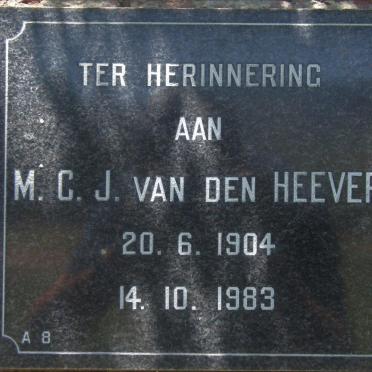 TER HERINNERING
AAN
M. C. J. VAN DEN HEEVER
20. 6. 1904
14. 10. 1983
A 8